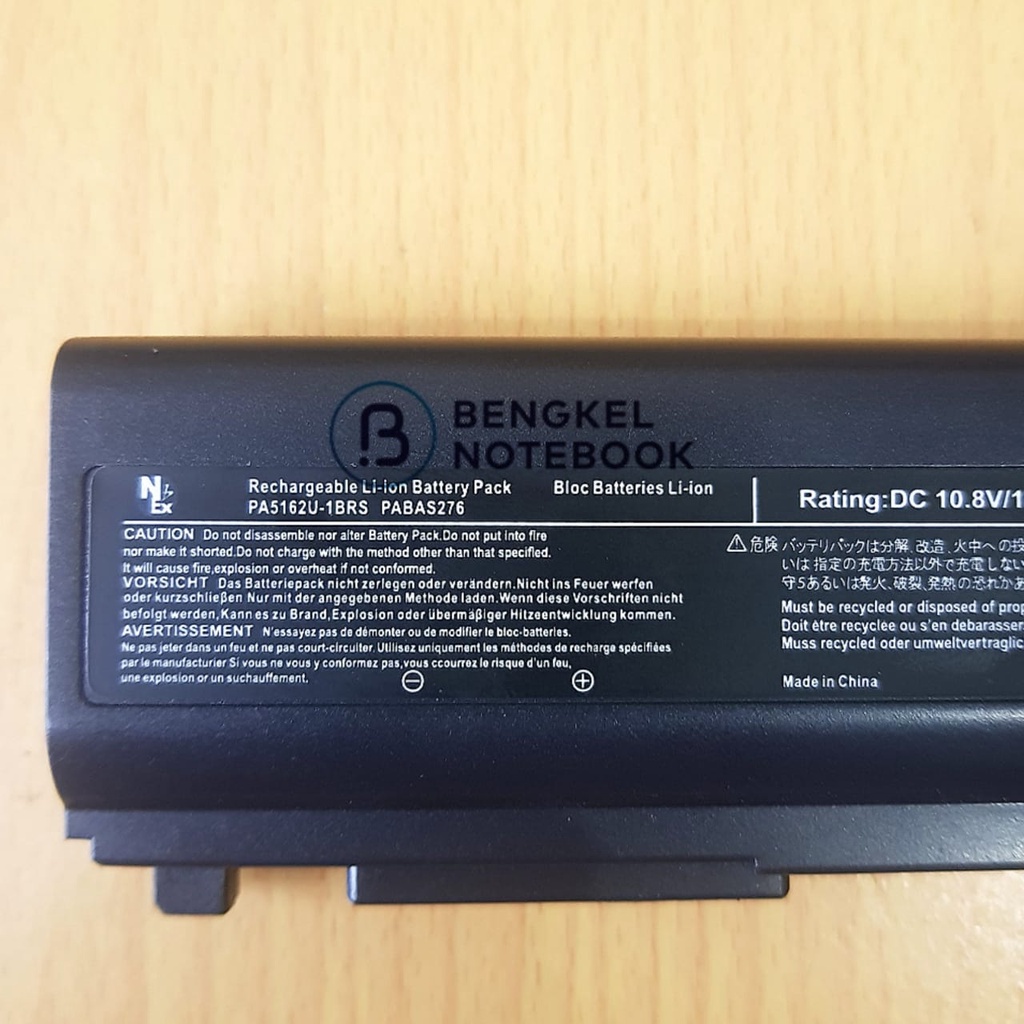 BENGKEL
NOTEBOOK
N
Ex
Rechargeable Li-Ion Battery Pack Bloc Batteries Li-ion
PA5162U-1BRS PABAS276
Rating:DC 10.8V/1
CAUTION Do not disassemble nor alter Battery Pack.Do not put into fire
nor make it shorted.Do not charge with the method other than that specified.
It will cause fire,explosion or overheat if not conformed.
VORSICHT Das Batteriepack nicht zerlegen oder verändern.Nicht ins Feuer werfen
oder kurzschließen Nur mit der angegebenen Methode laden.Wenn diese Vorschriften nicht
befolgt werden,Kann es zu Brand,Explosion oder übermäßiger Hitzeentwicklung kommen.
AVERTISSEMENT N'essayez pas de démonter ou de modifier le bloc-batteries.
Ne pas jeter dans un feu et ne pas court-circuiter. Utilisez uniquement les méthodes de recharge spécifiées
par le manufacturier Si vous ne vous y conformez pas,vous ccourrez le risque d'un feu,
une explosion or un suchauffement.
⚠危険 バッテリパックは分解、改造、火中への投
いは 指定の充電方法以外で充電しない
守5あるいは発火、破裂、発熱の恐れかあ
Must be recycled or disposed of prop
Doit être recyclée ou s'en debarasser
Muss recycled oder umweltvertraglic
Made in China